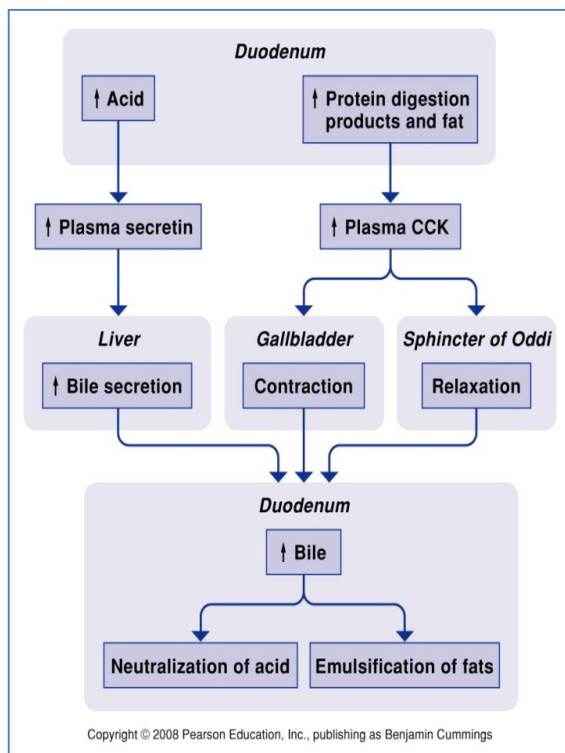 Duodenum
↑ Acid
↑ Protein digestion
products and fat
↑ Plasma secretin
↑ Plasma CCK
Liver
Gallbladder
Sphincter of Oddi
↑ Bile secretion
Contraction
Relaxation
Duodenum
↑ Bile
Neutralization of acid
Emulsification of fats
Copyright © 2008 Pearson Education, Inc., publishing as Benjamin Cummings